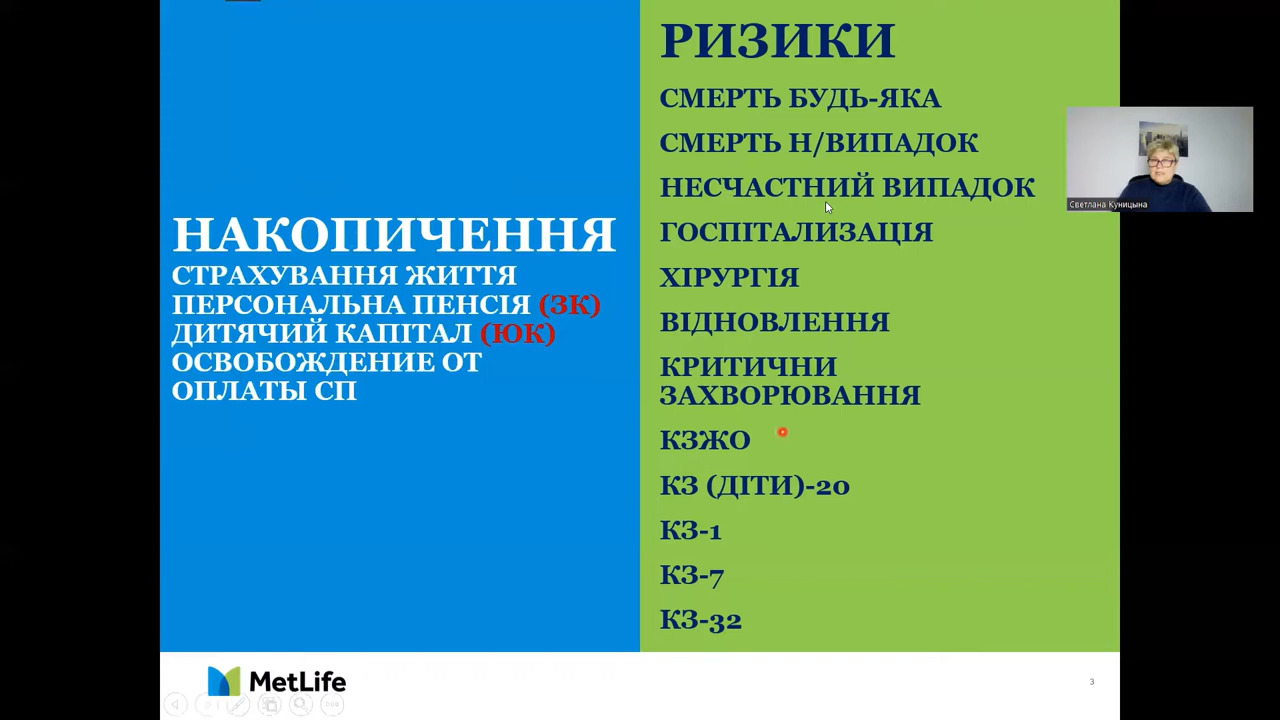 НАКОПИЧЕННЯ
СТРАХУВАННЯ ЖИТТЯ
ПЕРСОНАЛЬНА ПЕНСІЯ (ЗК)
ДИТЯЧИЙ КАПІТАЛ (ЮК)
ОСВОБОЖДЕНИЕ ОТ
ОПЛАТЫ СП
РИЗИКИ
СМЕРТЬ БУДЬ-ЯКА
СМЕРТЬ Н/ВИПАДОК
НЕСЧАСТНИЙ ВИПАДОК
ГОСПІТАЛИЗАЦІЯ
ХІРУРГІЯ
ВІДНОВЛЕННЯ
КРИТИЧНИ
ЗАХВОРЮВАННЯ
КЗЖО
КЗ (ДІТИ)-20
КЗ-1
КЗ-7
КЗ-32
Светлана Куницына
MetLife
3